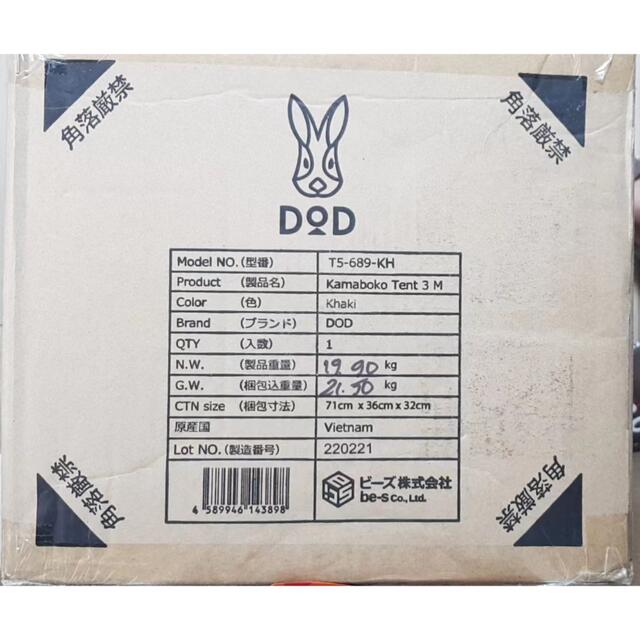 角落厳禁
角落厳禁
DOD
Model NO.(型番) T5-689-KH
Product (製品名) Kamaboko Tent 3 M
Color (色) Khaki
Brand (ブランド) DOD
QTY (入数) 1
N.W. (製品重量) 19.90 kg
G.W. (梱包込重量) 21.50 kg
CTN size (梱包寸法) 71cm x 36cm x 32cm
原産国 Vietnam
Lot NO. (製造番号) 220221
4 589946 143898
ビーズ株式会社
be-s Co., Ltd.
角落厳禁
角落厳禁